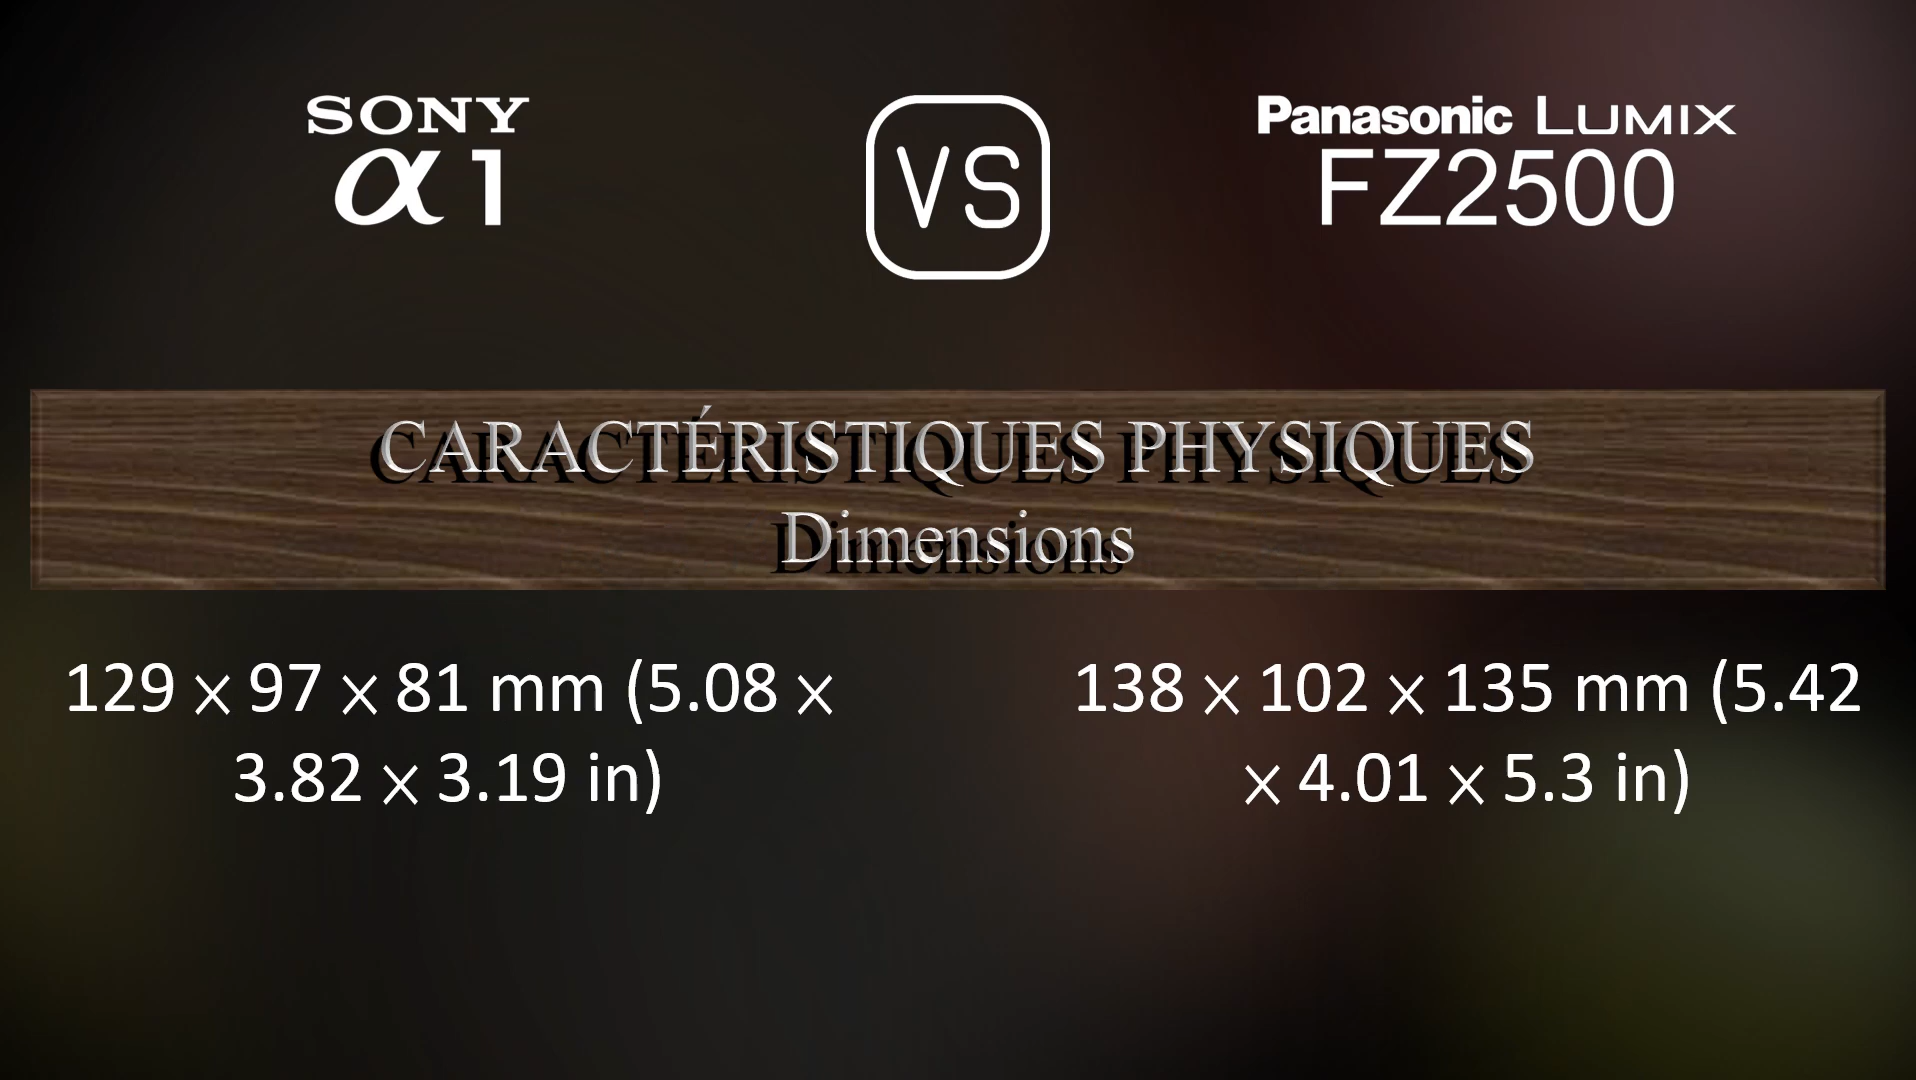 SONY
α1
VS
Panasonic LUMIX
FZ2500
CARACTÉRISTIQUES PHYSIQUES
Dimensions
129 x 97 x 81 mm (5.08 x
3.82 x 3.19 in)
138 x 102 x 135 mm (5.42
x 4.01 x 5.3 in)